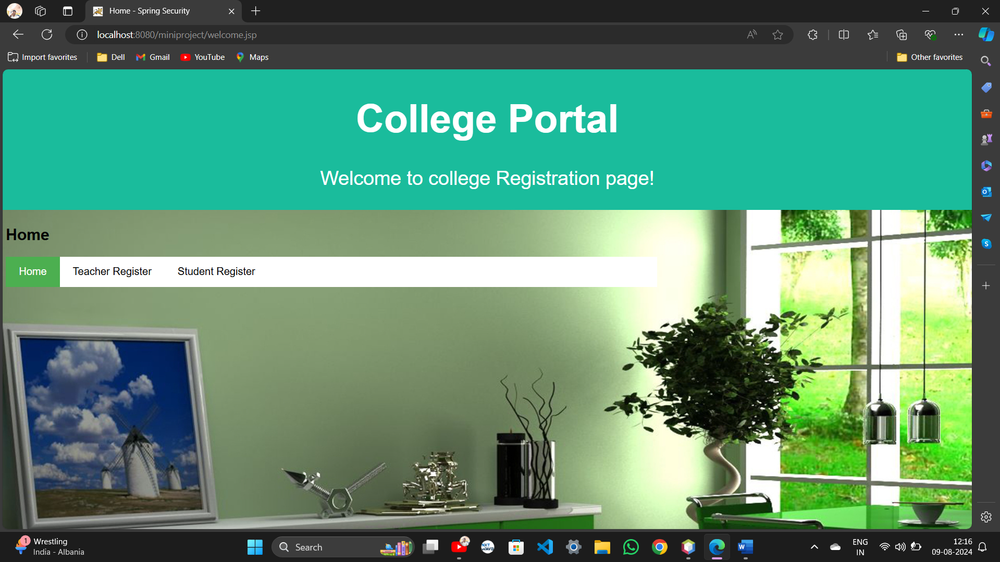 Home - Spring Security
localhost:8080/miniproject/welcome.jsp
Import favorites
Dell
Gmail
YouTube
Maps
Other favorites
College Portal
Welcome to college Registration page!
Home
Home
Teacher Register
Student Register
1
Wrestling
India - Albania
Search
NXT
WAVE
ENG
IN
12:16
09-08-2024